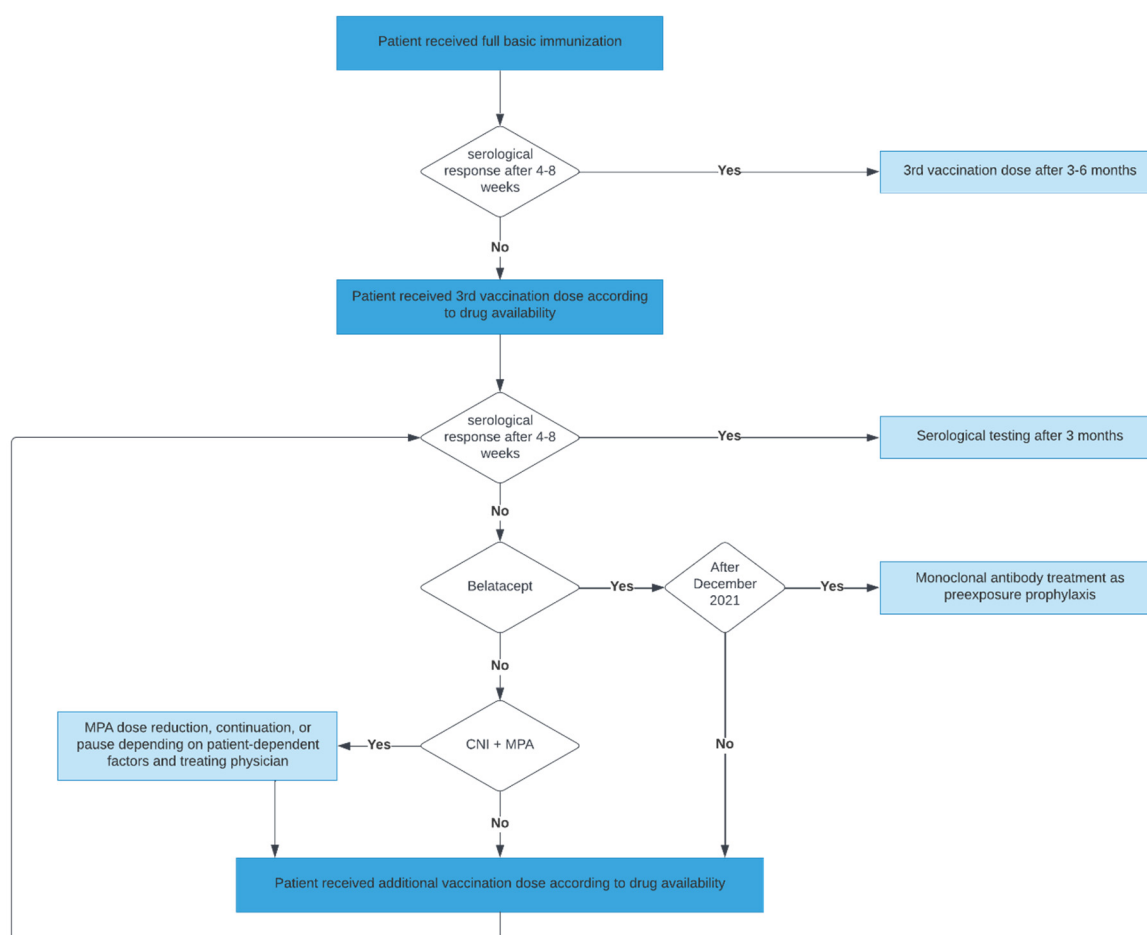 Patient received full basic immunization
serological
response after 4-8
weeks
Yes
3rd vaccination dose after 3-6 months
No
Patient received 3rd vaccination dose according
to drug availability
serological
response after 4-8
weeks
Yes
Serological testing after 3 months
No
Belatacept
Yes
After
December
2021
Yes
Monoclonal antibody treatment as
preexposure prophylaxis
No
MPA dose reduction, continuation, or
pause depending on patient-dependent
factors and treating physician
Yes
CNI + MPA
No
No
Patient received additional vaccination dose according to drug availability